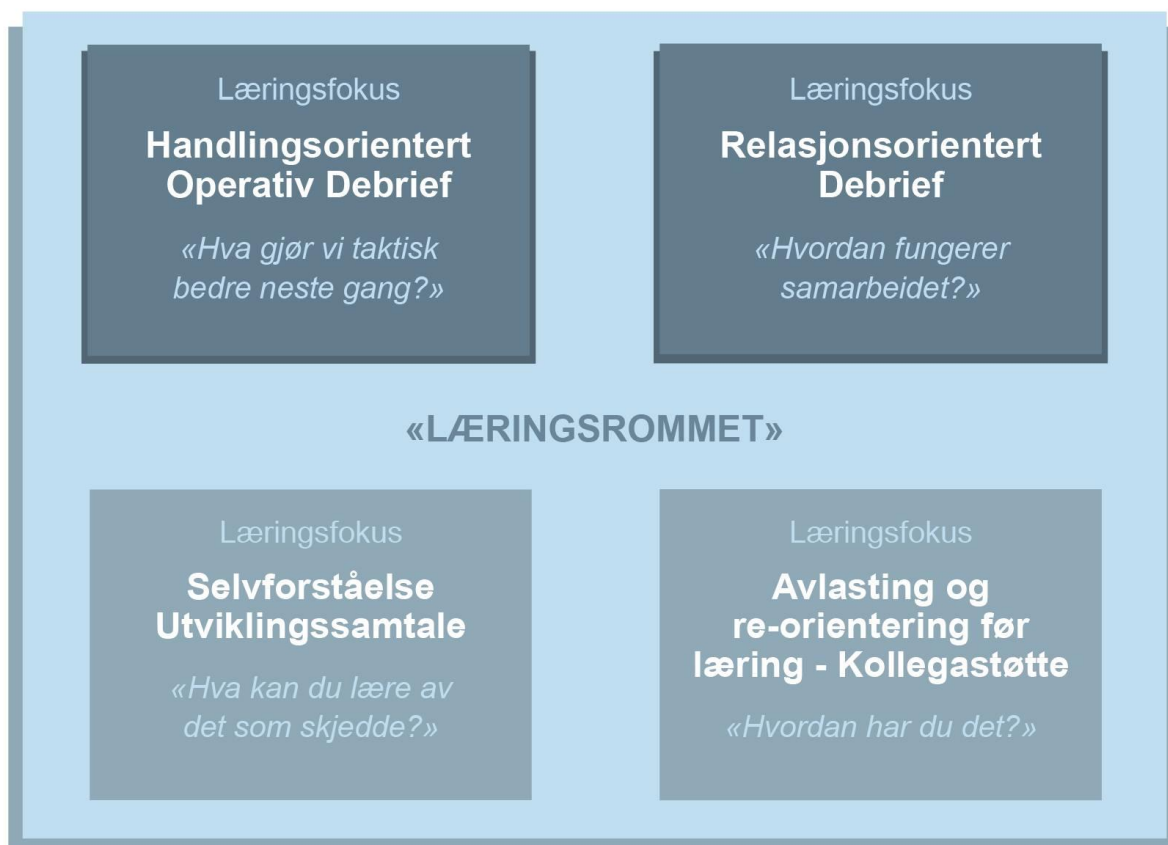 Læringsfokus
Handlingsorientert
Operativ Debrief
«Hva gjør vi taktisk
bedre neste gang?»
Læringsfokus
Relasjonsorientert
Debrief
«Hvordan fungerer
samarbeidet?»
«LÆRINGSROMMET»
Læringsfokus
Selvforståelse
Utviklingssamtale
«Hva kan du lære av
det som skjedde?»
Læringsfokus
Avlasting og
re-orientering før
læring - Kollegastøtte
«Hvordan har du det?»